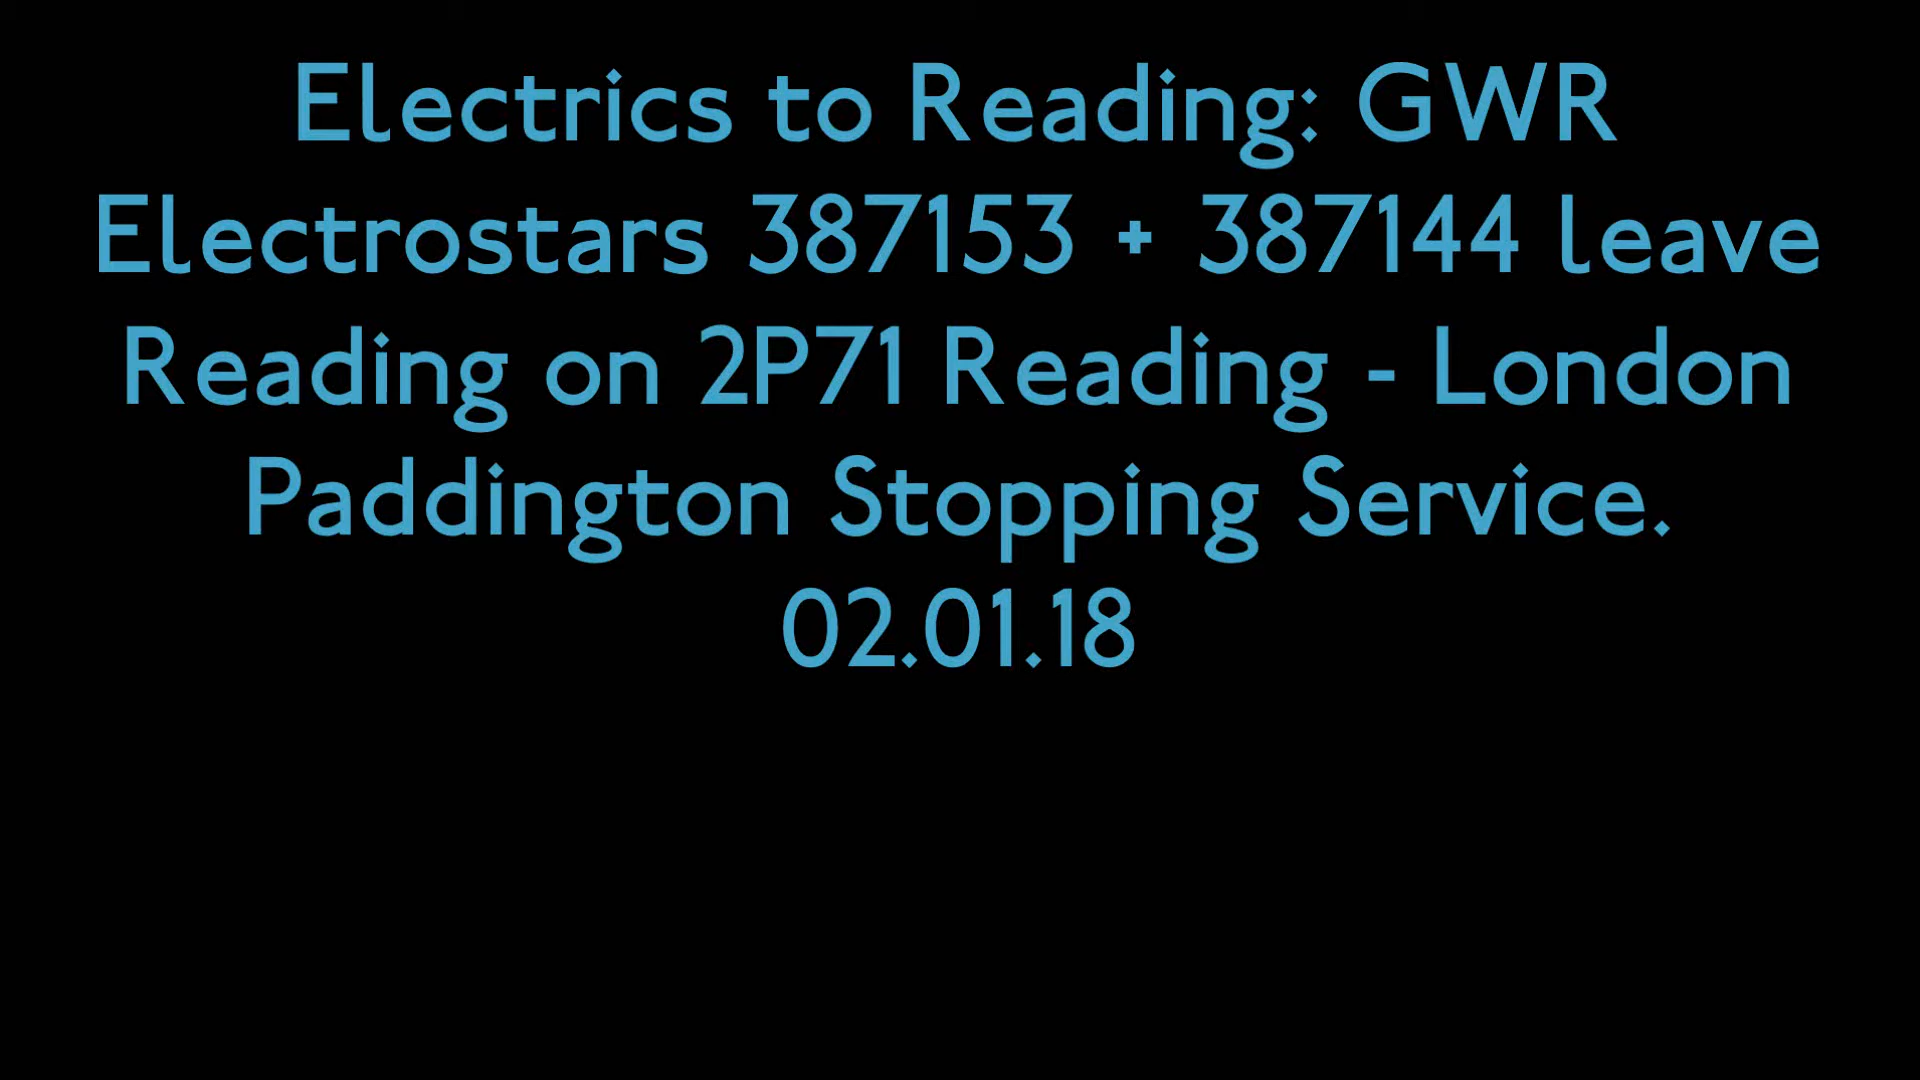 Electrics to Reading: GWR
Electrostars 387153 + 387144 leave
Reading on 2P71 Reading - London
Paddington Stopping Service.
02.01.18